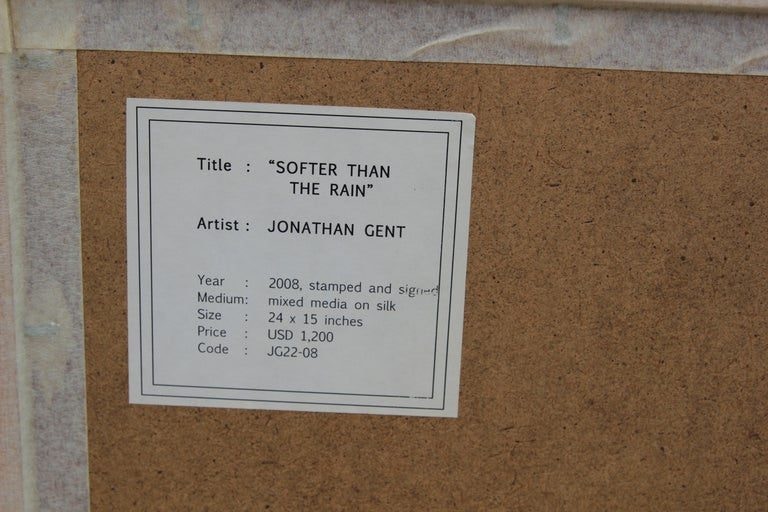 Title : “SOFTER THAN
THE RAIN”
Artist : JONATHAN GENT
Year : 2008, stamped and signed
Medium: mixed media on silk
Size : 24 x 15 inches
Price : USD 1,200
Code : JG22-08